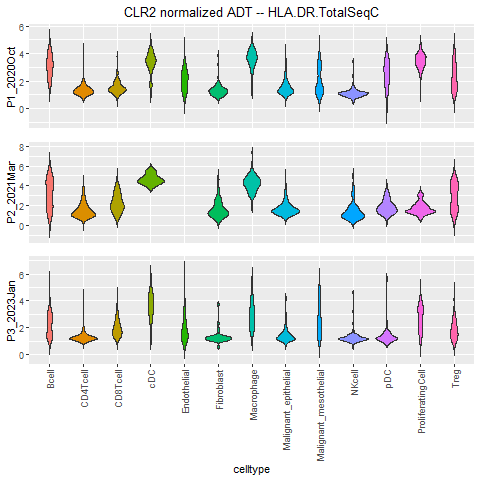 CLR2 normalized ADT -- HLA.DR.TotalSeqC
P1_2020Oct
6
4
2
0
P2_2021Mar
8
6
4
2
0
P3_2023Jan
6
4
2
0
Bcell
CD4Tcell
CD8Tcell
cDC
Endothelial
Fibroblast
Macrophage
Malignant_epithelial
Malignant_mesothelial
NKcell
pDC
ProliferatingCell
Treg
celltype